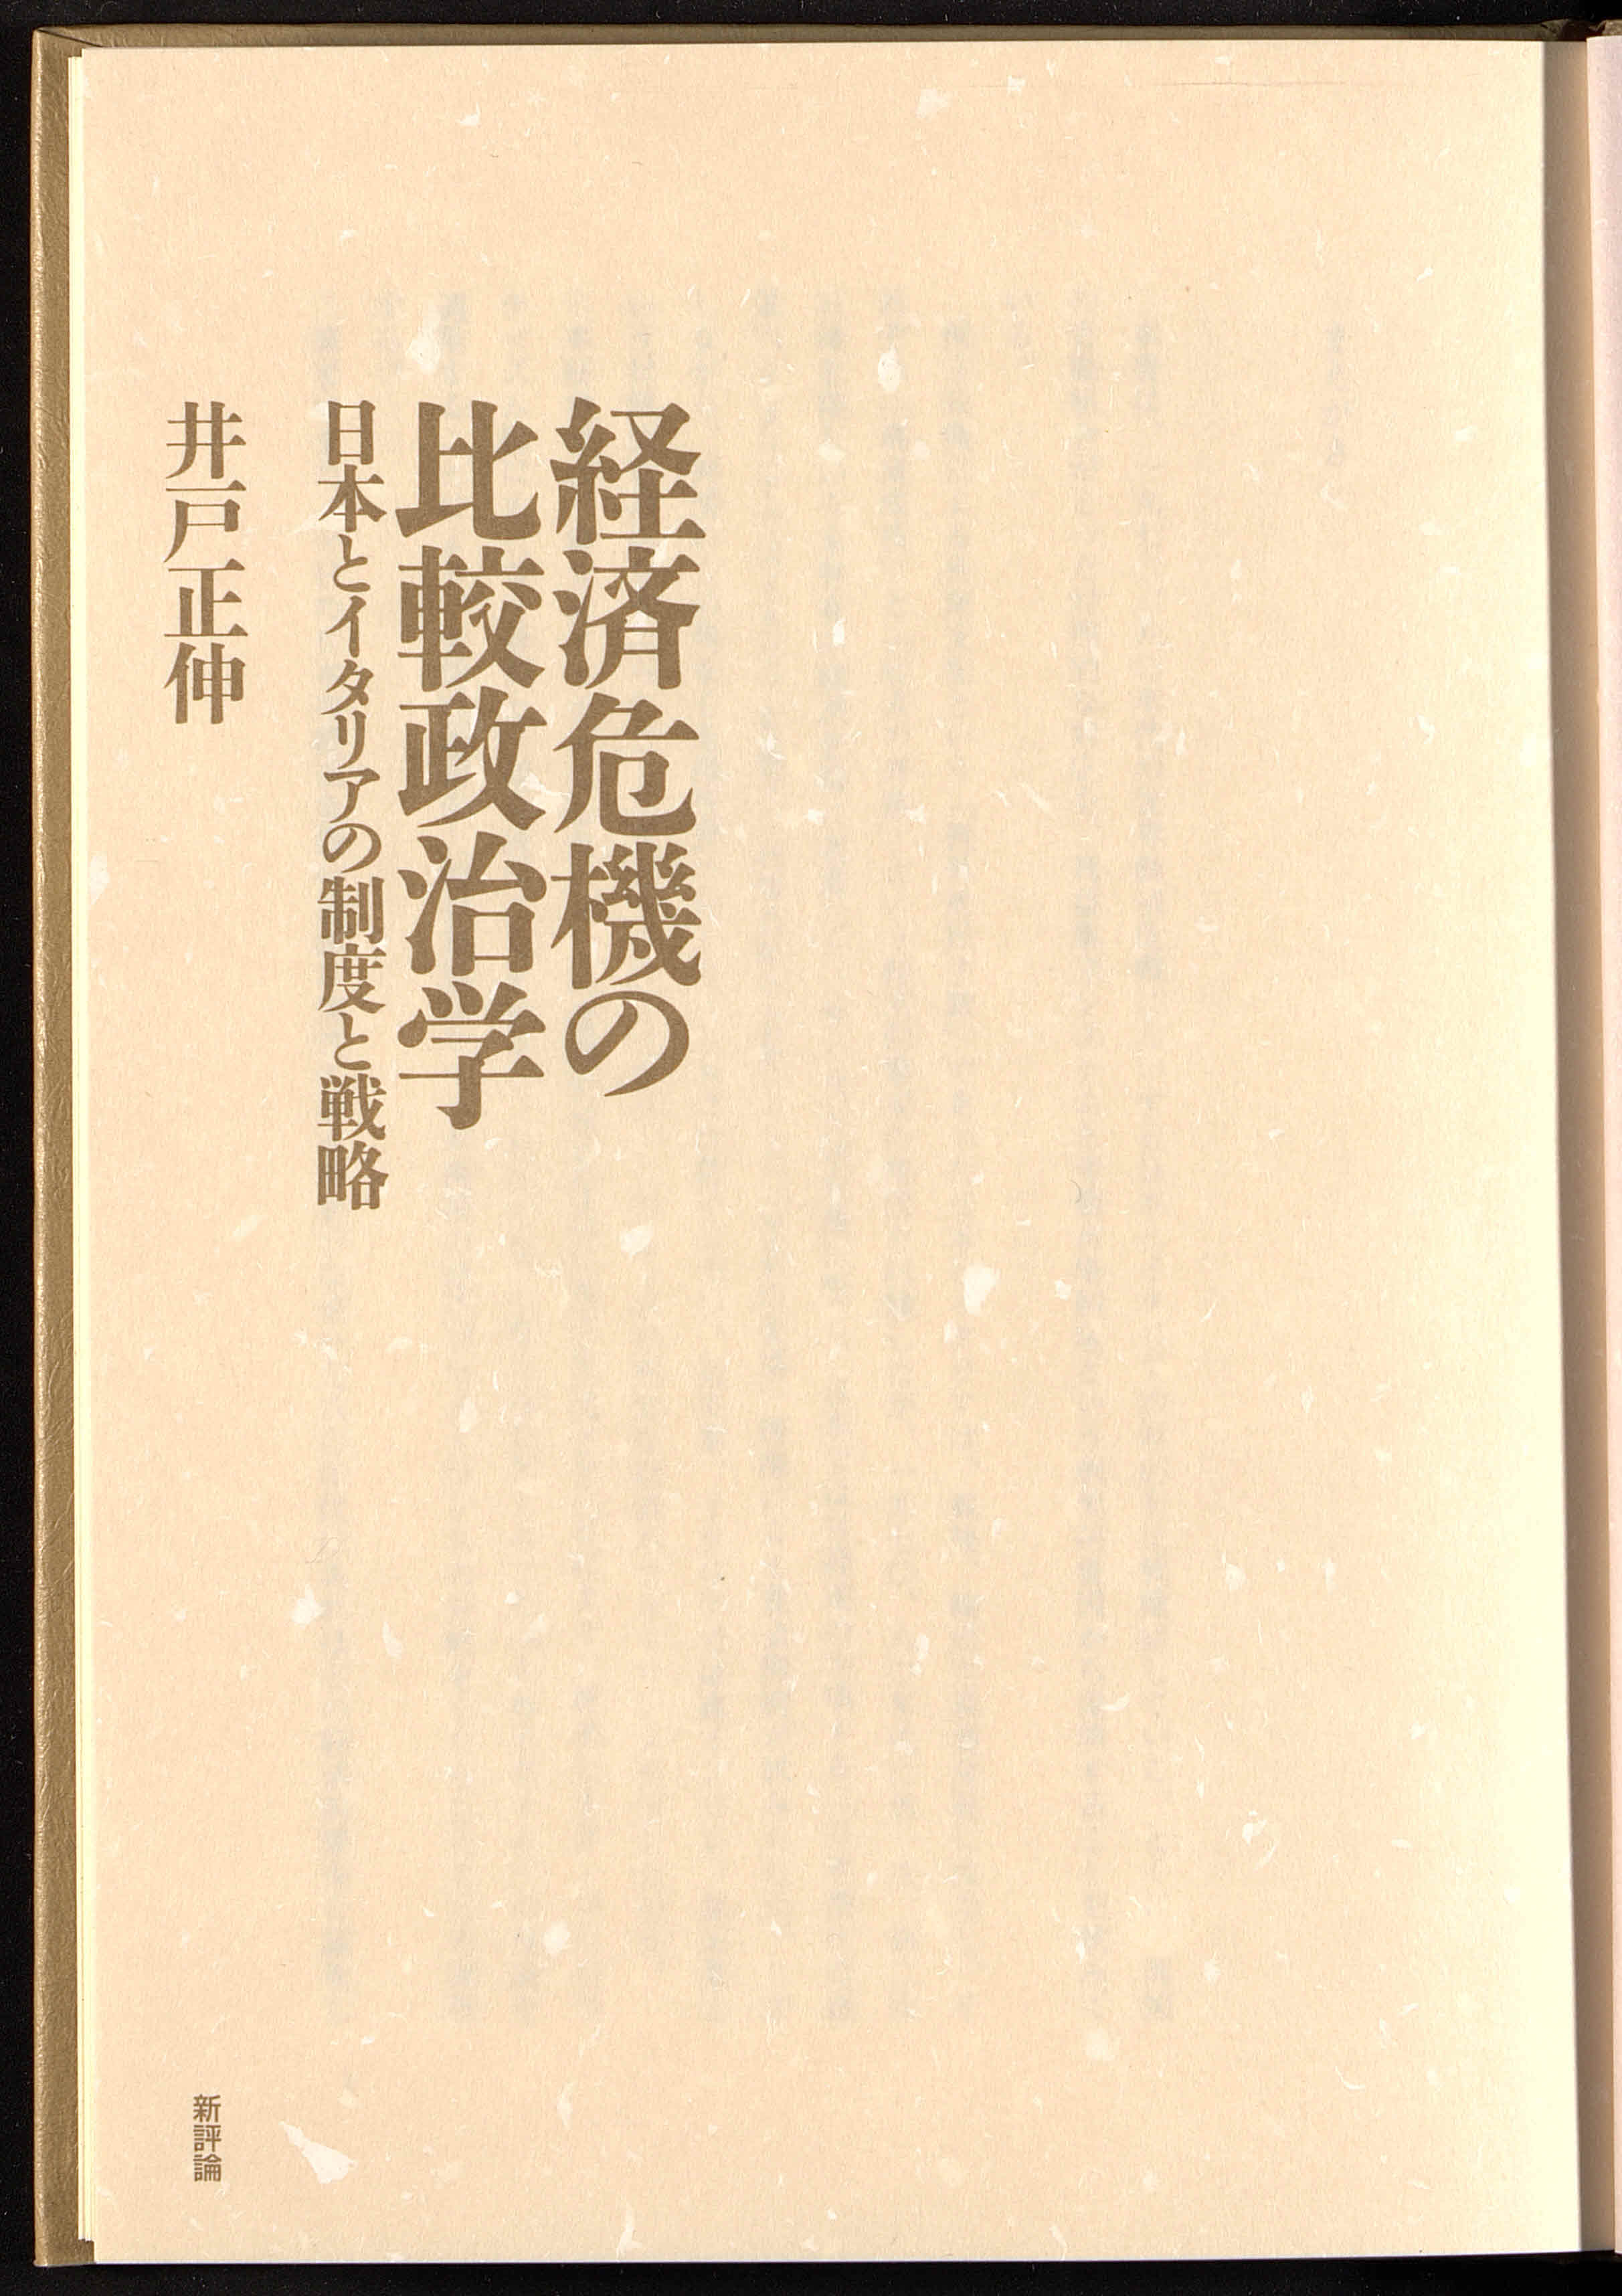 経済危機の
比較政治学
日本とイタリアの制度と戦略
井戸正伸
新評論